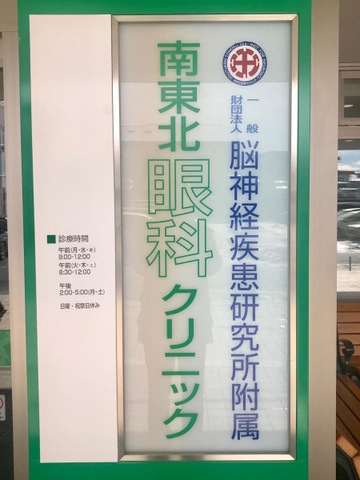 一般
財団法人
脳神経疾患研究所附属
南東北
眼科
クリニック
診療時間
午前(月・水・金)
9:00-12:00
午前(火・木・土)
8:30-12:00
午後
2:00-5:00(月-土)
日曜・祝祭日休み